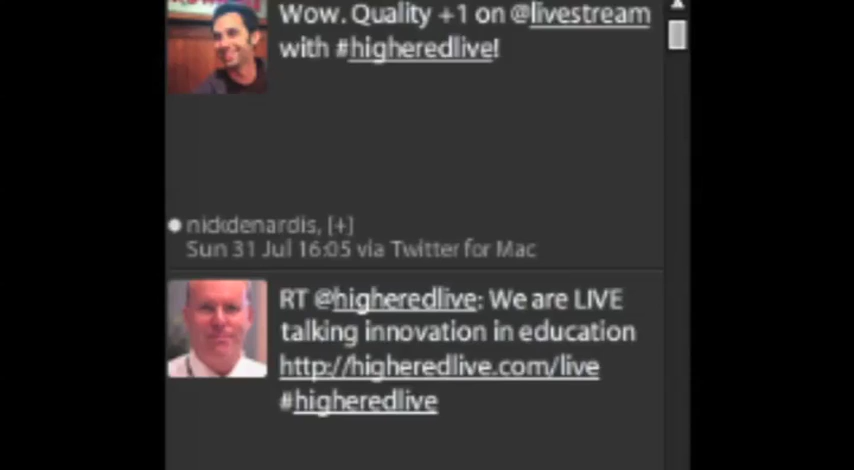 Wow. Quality +1 on @livestream
with #higheredlive!
nickdenardis, [+]
Sun 31 Jul 16:05 via Twitter for Mac
RT @higheredlive: We are LIVE
talking innovation in education
http://higheredlive.com/live
#higheredlive